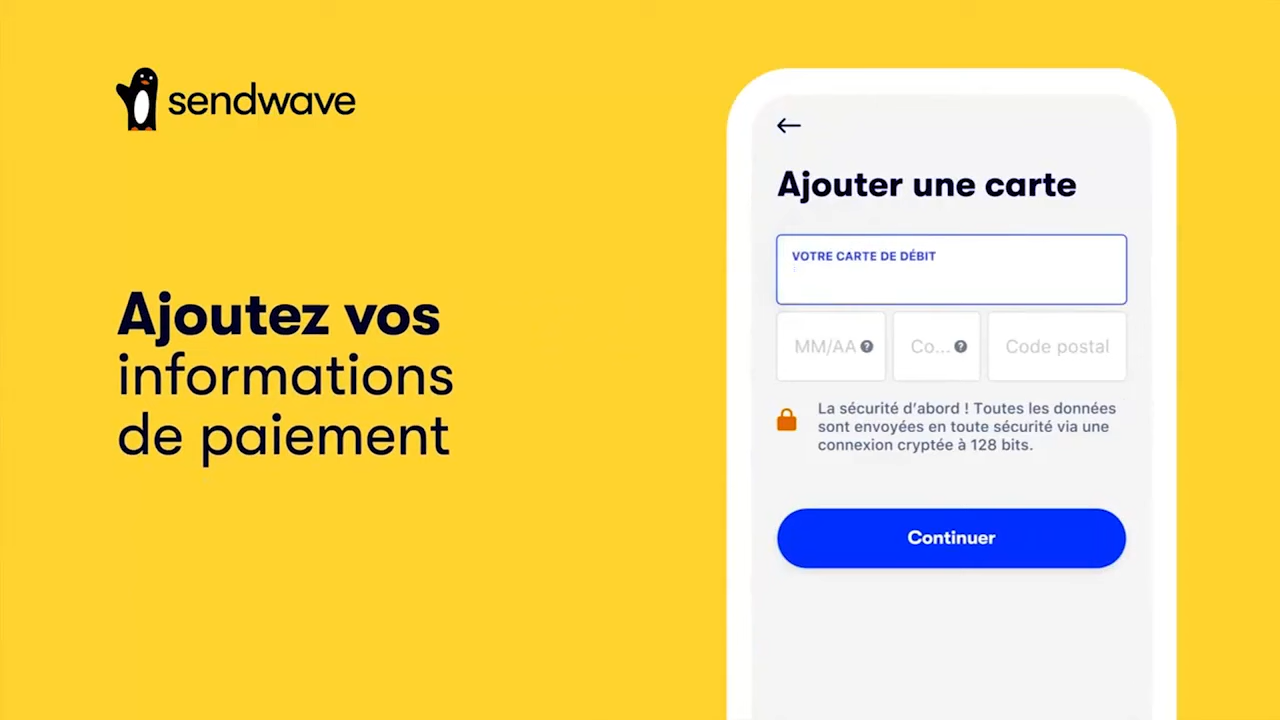 sendwave
Ajoutez vos
informations
de paiement
Ajouter une carte
VOTRE CARTE DE DÉBIT
MM/AA ?
Co... ?
Code postal
La sécurité d'abord ! Toutes les données
sont envoyées en toute sécurité via une
connexion cryptée à 128 bits.
Continuer